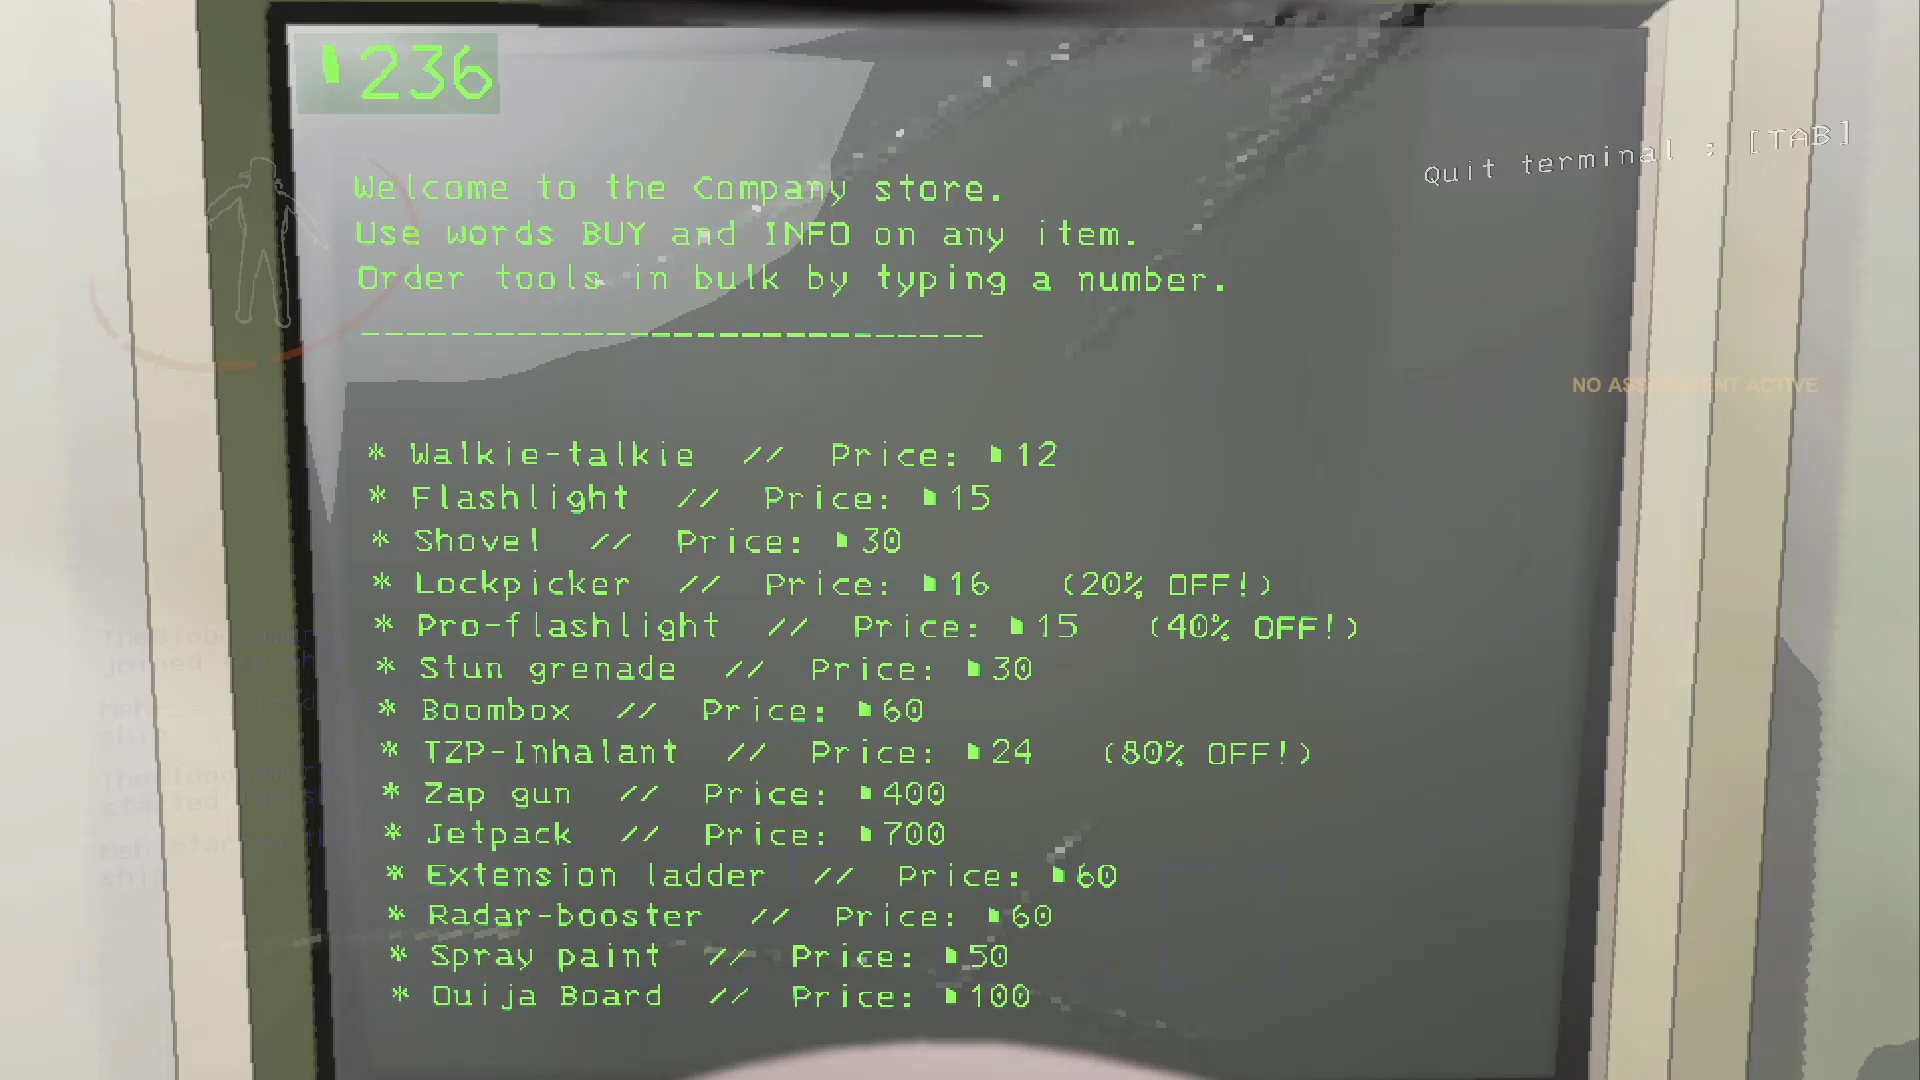 236
Quit terminal : [TAB]
Welcome to the Company store.
Use words BUY and INFO on any item.
Order tools in bulk by typing a number.
----------------------------
NO ASSIGNMENT ACTIVE
* Walkie-talkie // Price: ▮12
* Flashlight // Price: ▮15
* Shovel // Price: ▮30
* Lockpicker // Price: ▮16 (20% OFF!)
* Pro-flashlight // Price: ▮15 (40% OFF!)
* Stun grenade // Price: ▮30
* Boombox // Price: ▮60
* TZP-Inhalant // Price: ▮24 (80% OFF!)
* Zap gun // Price: ▮400
* Jetpack // Price: ▮700
* Extension ladder // Price: ▮60
* Radar-booster // Price: ▮60
* Spray paint // Price: ▮50
* Ouija Board // Price: ▮100